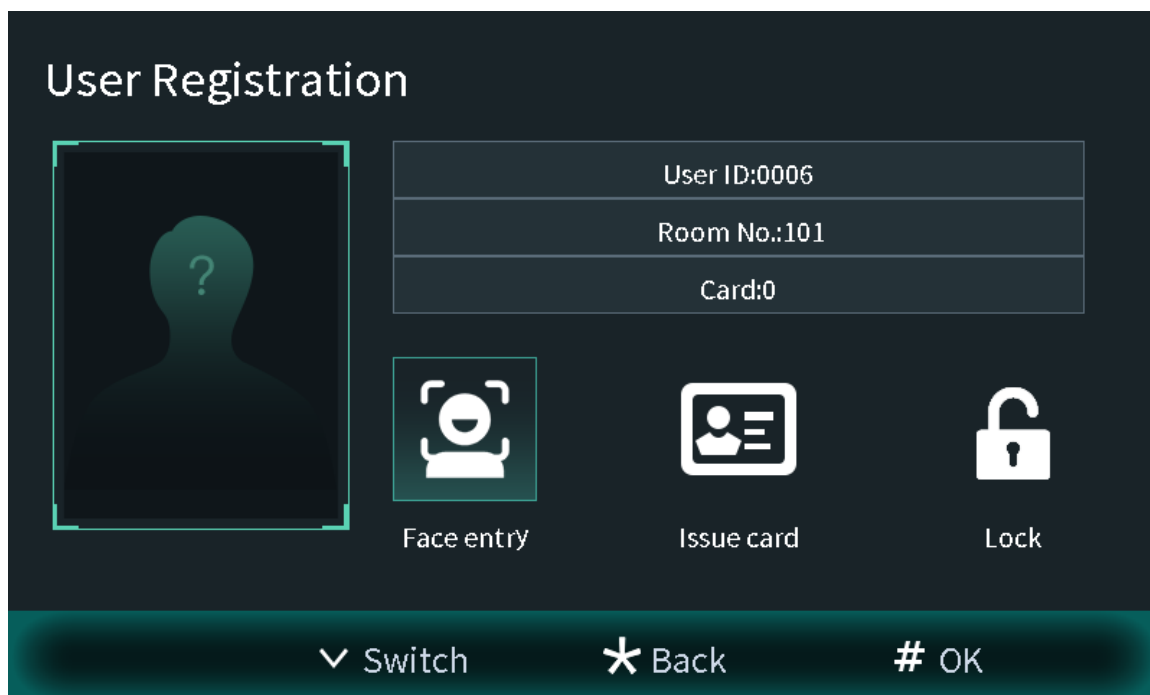 User Registration
?
User ID:0006
Room No.:101
Card:0
Face entry
Issue card
Lock
Switch
* Back
# OK